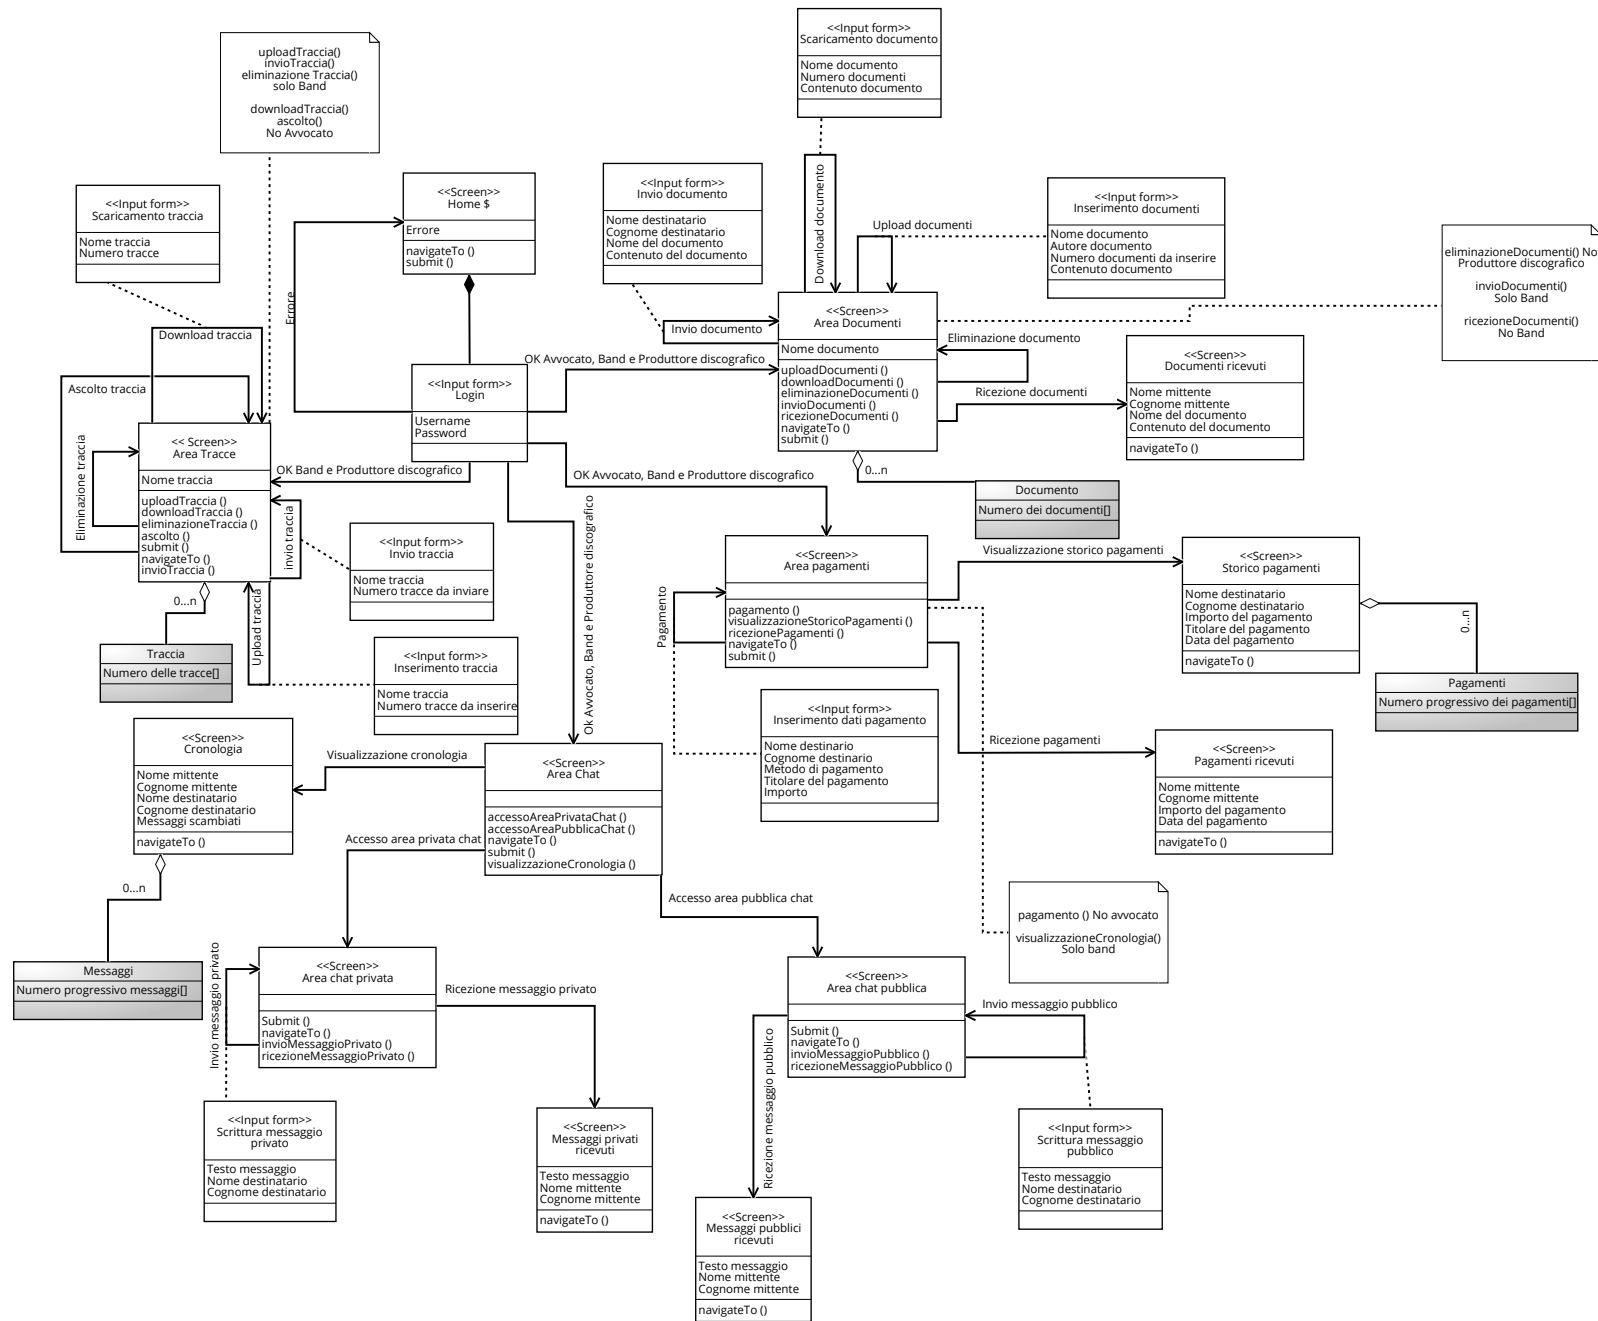 uploadTraccia()
invioTraccia()
eliminazione Traccia()
solo Band
downloadTraccia()
ascolto()
No Avvocato
<<Input form>>
Scaricamento documento
Nome documento
Numero documenti
Contenuto documento
<<Input form>>
Scaricamento traccia
Nome traccia
Numero tracce
<<Screen>>
Home $
Errore
navigateTo ()
submit ()
<<Input form>>
Invio documento
Nome destinatario
Cognome destinatario
Nome del documento
Contenuto del documento
Download documento
Upload documenti
<<Input form>>
Inserimento documenti
Nome documento
Autore documento
Numero documenti da inserire
Contenuto documento
eliminazioneDocumenti() No
Produttore discografico
invioDocumenti()
Solo Band
ricezioneDocumenti()
No Band
Errore
Download traccia
Ascolto traccia
Eliminazione traccia
<< Screen>>
Area Tracce
Nome traccia
uploadTraccia ()
downloadTraccia ()
eliminazioneTraccia ()
ascolto ()
submit ()
navigateTo ()
invioTraccia ()
<<Input form>>
Login
Username
Password
OK Avvocato, Band e Produttore discografico
Invio documento
<<Screen>>
Area Documenti
Nome documento
uploadDocumenti ()
downloadDocumenti ()
eliminazioneDocumenti ()
invioDocumenti ()
ricezioneDocumenti ()
navigateTo ()
submit ()
Eliminazione documento
Ricezione documenti
<<Screen>>
Documenti ricevuti
Nome mittente
Cognome mittente
Nome del documento
Contenuto del documento
navigateTo ()
0...n
Documento
Numero dei documenti[]
OK Band e Produttore discografico
OK Avvocato, Band e Produttore discografico
Ok Avvocato, Band e Produttore discografico
invio traccia
<<Input form>>
Invio traccia
Nome traccia
Numero tracce da inviare
0...n
Upload traccia
Traccia
Numero delle tracce[]
<<Input form>>
Inserimento traccia
Nome traccia
Numero tracce da inserire
Pagamento
<<Screen>>
Area pagamenti
pagamento ()
visualizzazioneStoricoPagamenti ()
ricezionePagamenti ()
navigateTo ()
submit ()
Visualizzazione storico pagamenti
<<Screen>>
Storico pagamenti
Nome destinatario
Cognome destinatario
Importo del pagamento
Titolare del pagamento
Data del pagamento
navigateTo ()
0...n
Pagamenti
Numero progressivo dei pagamenti[]
<<Input form>>
Inserimento dati pagamento
Nome destinario
Cognome destinario
Metodo di pagamento
Titolare del pagamento
Importo
Ricezione pagamenti
<<Screen>>
Pagamenti ricevuti
Nome mittente
Cognome mittente
Importo del pagamento
Data del pagamento
navigateTo ()
<<Screen>>
Cronologia
Nome mittente
Cognome mittente
Nome destinatario
Cognome destinatario
Messaggi scambiati
navigateTo ()
Visualizzazione cronologia
<<Screen>>
Area Chat
accessoAreaPrivataChat ()
accessoAreaPubblicaChat ()
navigateTo ()
submit ()
visualizzazioneCronologia ()
Accesso area privata chat
Accesso area pubblica chat
0...n
Messaggi
Numero progressivo messaggi[]
pagamento () No avvocato
visualizzazioneCronologia()
Solo band
Invio messaggio privato
<<Screen>>
Area chat privata
Submit ()
navigateTo ()
invioMessaggioPrivato ()
ricezioneMessaggioPrivato ()
Ricezione messaggio privato
<<Screen>>
Area chat pubblica
Submit ()
navigateTo ()
invioMessaggioPubblico ()
ricezioneMessaggioPubblico ()
Invio messaggio pubblico
Ricezione messaggio pubblico
<<Input form>>
Scrittura messaggio
privato
Testo messaggio
Nome destinatario
Cognome destinatario
<<Screen>>
Messaggi privati
ricevuti
Testo messaggio
Nome mittente
Cognome mittente
navigateTo ()
<<Input form>>
Scrittura messaggio
pubblico
Testo messaggio
Nome destinatario
Cognome destinatario
<<Screen>>
Messaggi pubblici
ricevuti
Testo messaggio
Nome mittente
Cognome mittente
navigateTo ()